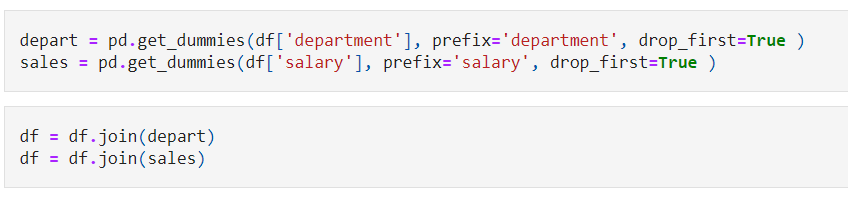 depart = pd.get_dummies(df['department'], prefix='department', drop_first=True )
sales = pd.get_dummies(df['salary'], prefix='salary', drop_first=True )
df = df.join(depart)
df = df.join(sales)